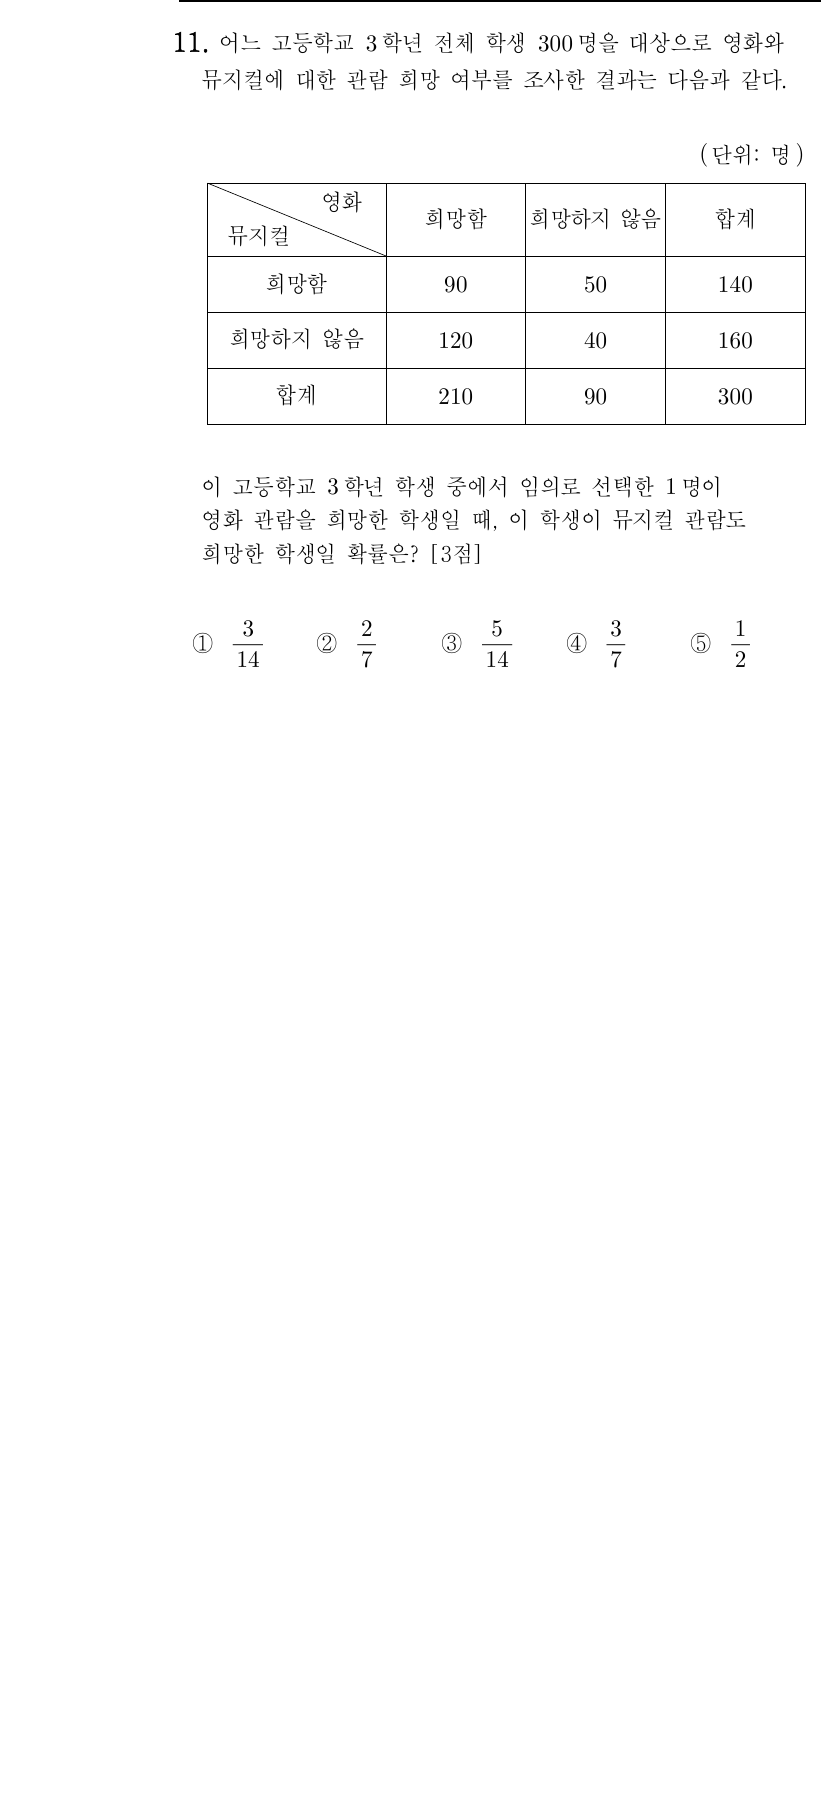 11. 어느 고등학교 3학년 전체 학생 300명을 대상으로 영화와
뮤지컬에 대한 관람 희망 여부를 조사한 결과는 다음과 같다.
(단위: 명)
영화
뮤지컬
희망함 희망하지 않음 합계
희망함 90 50 140
희망하지 않음 120 40 160
합계 210 90 300
이 고등학교 3학년 학생 중에서 임의로 선택한 1명이
영화 관람을 희망한 학생일 때, 이 학생이 뮤지컬 관람도
희망한 학생일 확률은? [3점]
① 3/14 ② 2/7 ③ 5/14 ④ 3/7 ⑤ 1/2